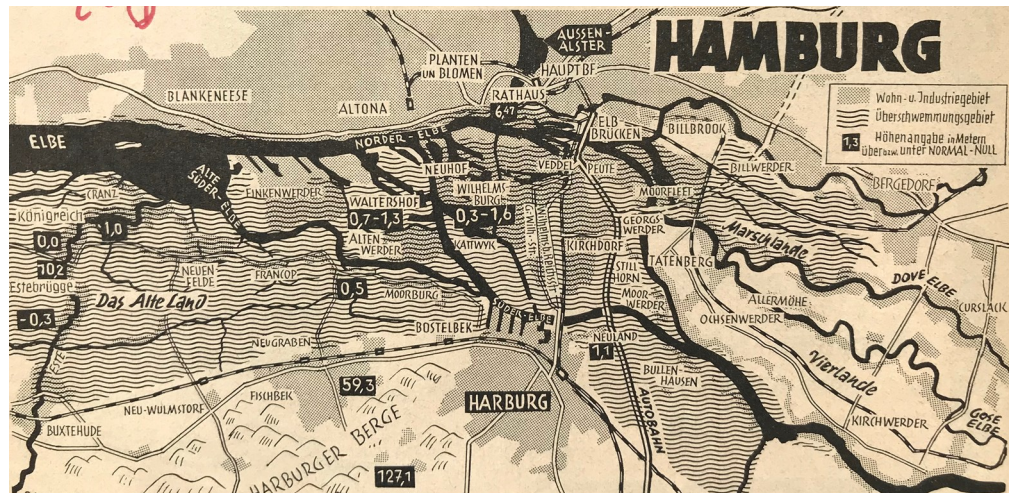 HAMBURG
AUSSEN-
ALSTER
PLANTEN
UN BLOMEN
HAUPTBF
RATHAUS
6,47
BLANKENEESE
ALTONA
Wohn- u. Industriegebiet
Überschwemmungsgebiet
1,3
Höhenangabe in Metern
über bzw. unter NORMAL-NULL
ELBE
NORDER-ELBE
ELB
BRÜCKEN
BILLBROOK
ALTE
SÜDER-ELBE
NEUHOF
VEDDEL
PEUTE
BILLWERDER
BERGEDORF
CRANZ
FINKENWERDER
WILHELMS-
BURG
MOORFLEET
Königreich
WALTERSHOF
0,7-1,3
0,3-1,6
GEORGS-
WERDER
Marschlande
1,0
0,0
ALTEN
WERDER
KATTWYK
KIRCHDORF
TATENBERG
102
Estebrügge
NEUEN
FELDE
FRANCOP
0,5
STILL
HORN
DOVE ELBE
Das Alte Land
MOORBURG
MOOR-
WERDER
ALLERMÖHE
CURSLACK
-0,3
SÜDER-ELBE
OCHSENWERDER
BOSTELBEK
NEULAND
1,1
ESTE
NEUGRABEN
Vierlande
BULLEN-
HAUSEN
59,3
FISCHBEK
NEU-WULMSTORF
HARBURG
AUTOBAHN
GOSE
ELBE
BUXTEHUDE
KIRCHWERDER
HARBURGER BERGE
127,1